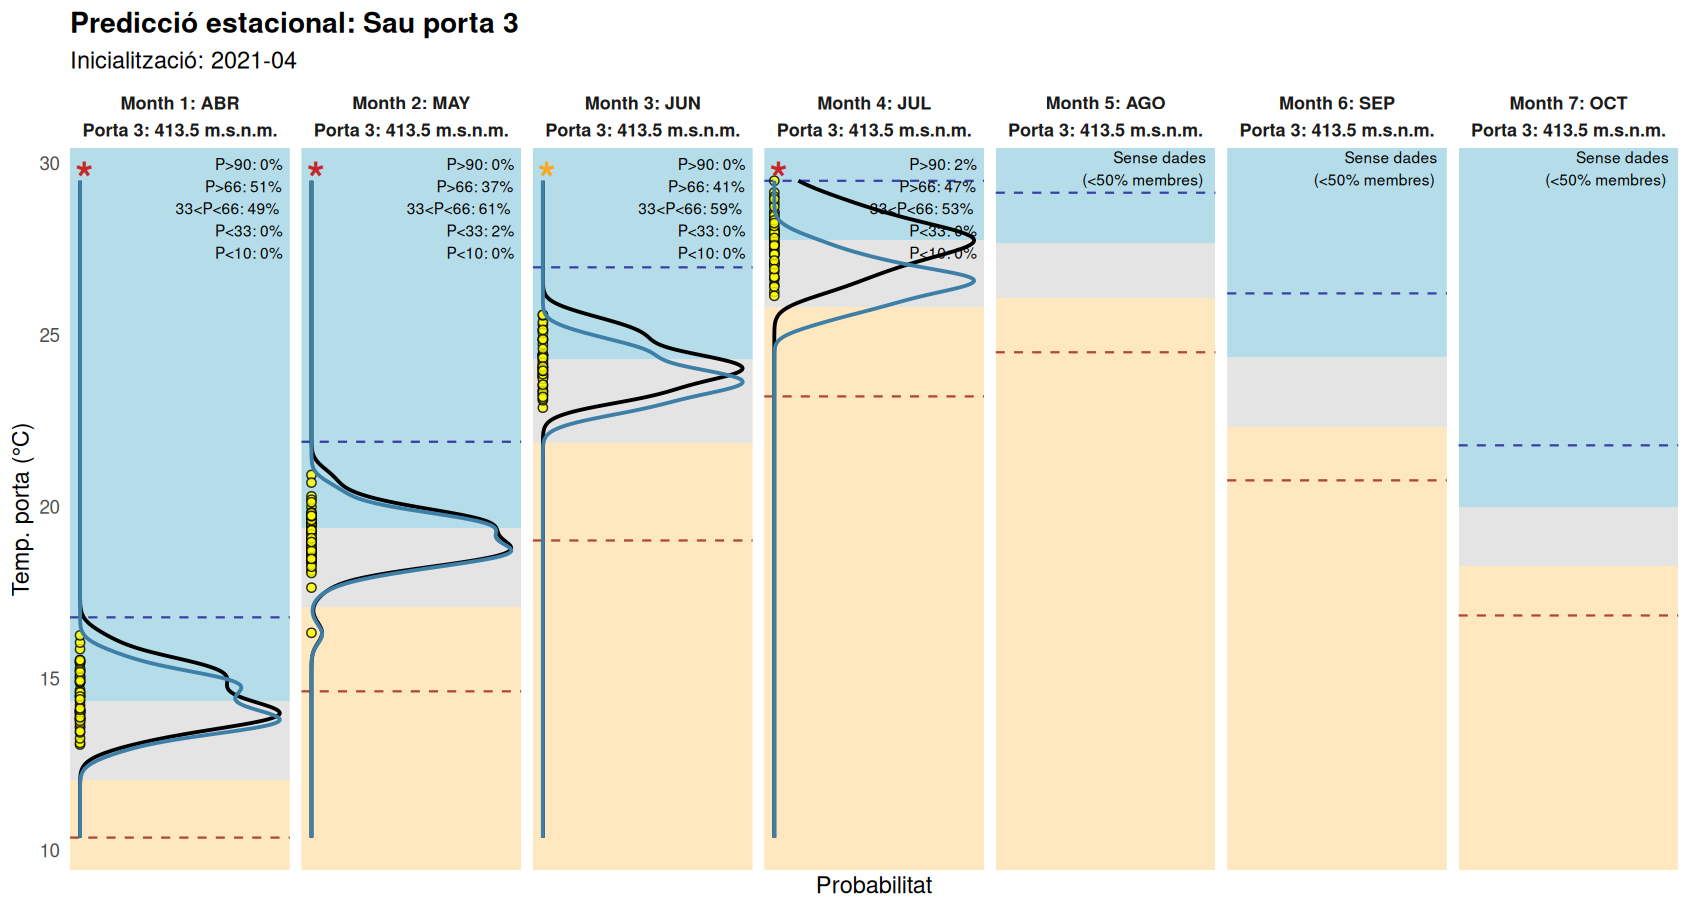 Predicció estacional: Sau porta 3
Inicialització: 2021-04
Month 1: ABR
Porta 3: 413.5 m.s.n.m.
Month 2: MAY
Porta 3: 413.5 m.s.n.m.
Month 3: JUN
Porta 3: 413.5 m.s.n.m.
Month 4: JUL
Porta 3: 413.5 m.s.n.m.
Month 5: AGO
Porta 3: 413.5 m.s.n.m.
Month 6: SEP
Porta 3: 413.5 m.s.n.m.
Month 7: OCT
Porta 3: 413.5 m.s.n.m.
Temp. porta (°C)
30
25
20
15
10
*
P>90: 0%
P>66: 51%
33<P<66: 49%
P<33: 0%
P<10: 0%
*
P>90: 0%
P>66: 37%
33<P<66: 61%
P<33: 2%
P<10: 0%
*
P>90: 0%
P>66: 41%
33<P<66: 59%
P<33: 0%
P<10: 0%
*
P>90: 2%
P>66: 47%
33<P<66: 53%
P<33: 0%
P<10: 0%
Sense dades
(<50% membres)
Sense dades
(<50% membres)
Sense dades
(<50% membres)
Probabilitat